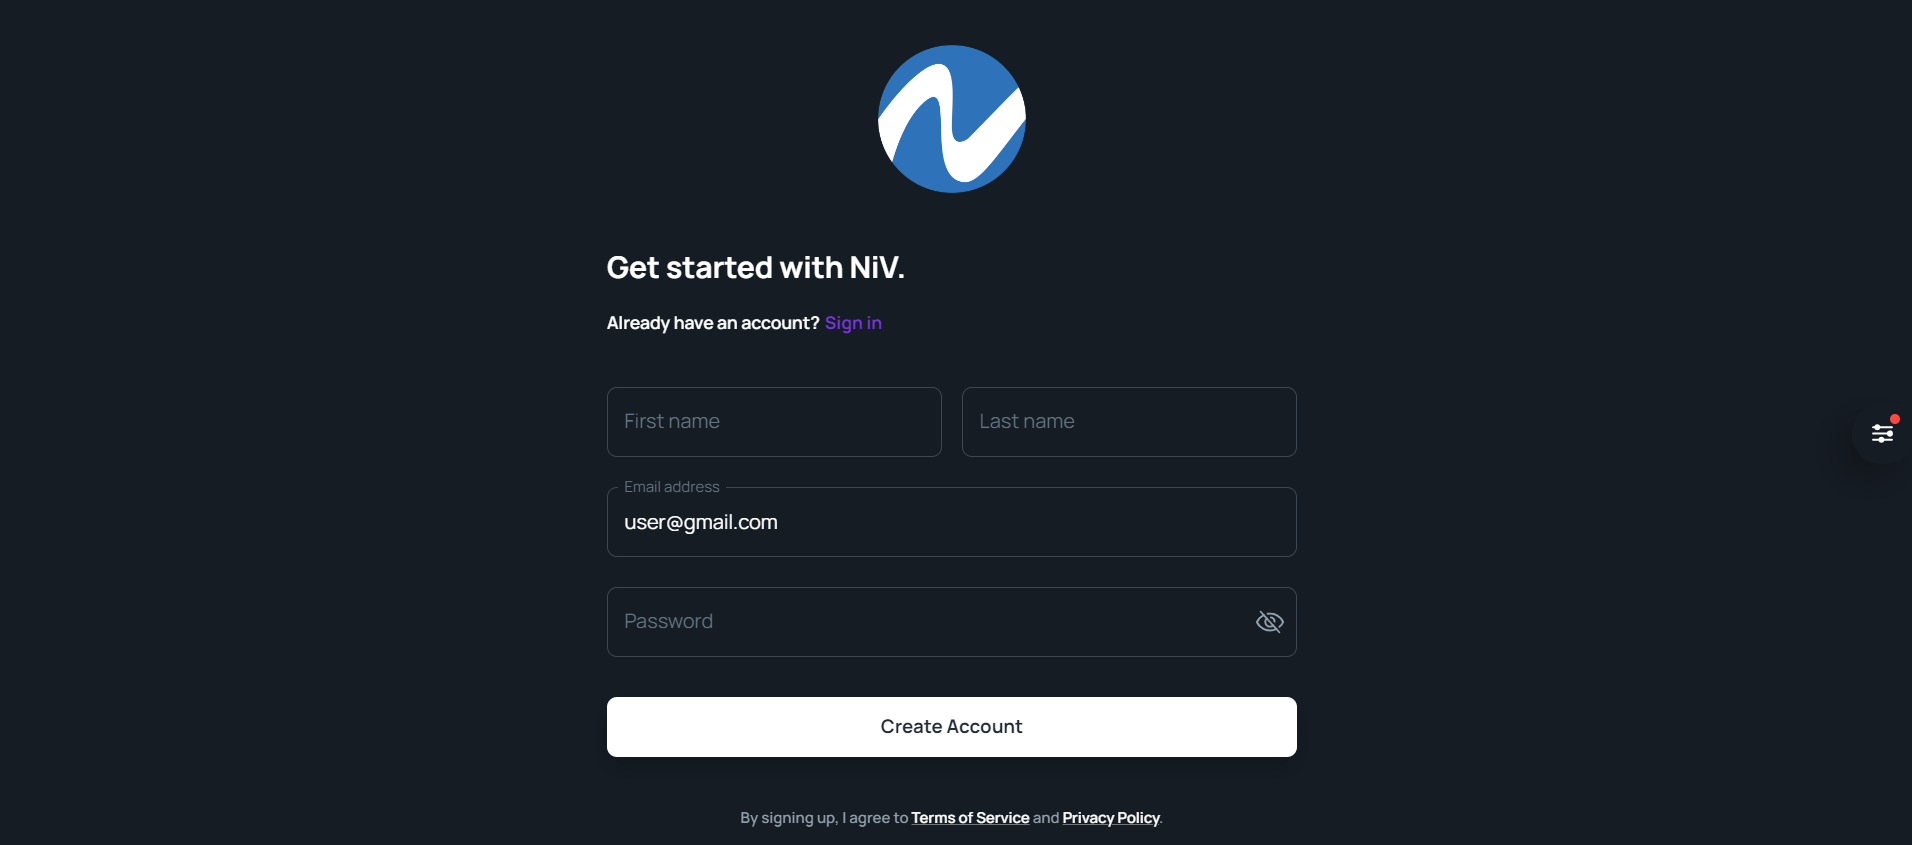 Get started with NiV.
Already have an account? Sign in
First name
Last name
Email address
user@gmail.com
Password
Create Account
By signing up, I agree to Terms of Service and Privacy Policy.